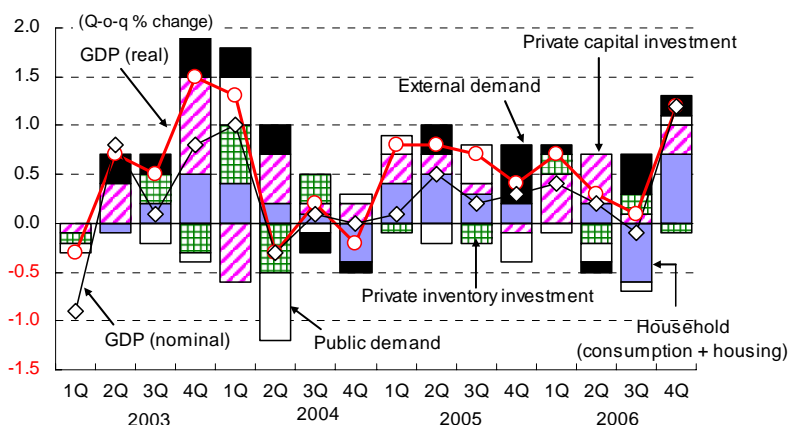 2.0
1.5
1.0
0.5
0.0
-0.5
-1.0
-1.5
(Q-o-q % change)
GDP (real)
Private capital investment
External demand
Private inventory investment
GDP (nominal)
Public demand
Household
(consumption + housing)
1Q 2Q 3Q 4Q 1Q 2Q 3Q 4Q 1Q 2Q 3Q 4Q 1Q 2Q 3Q 4Q
2003 2004 2005 2006